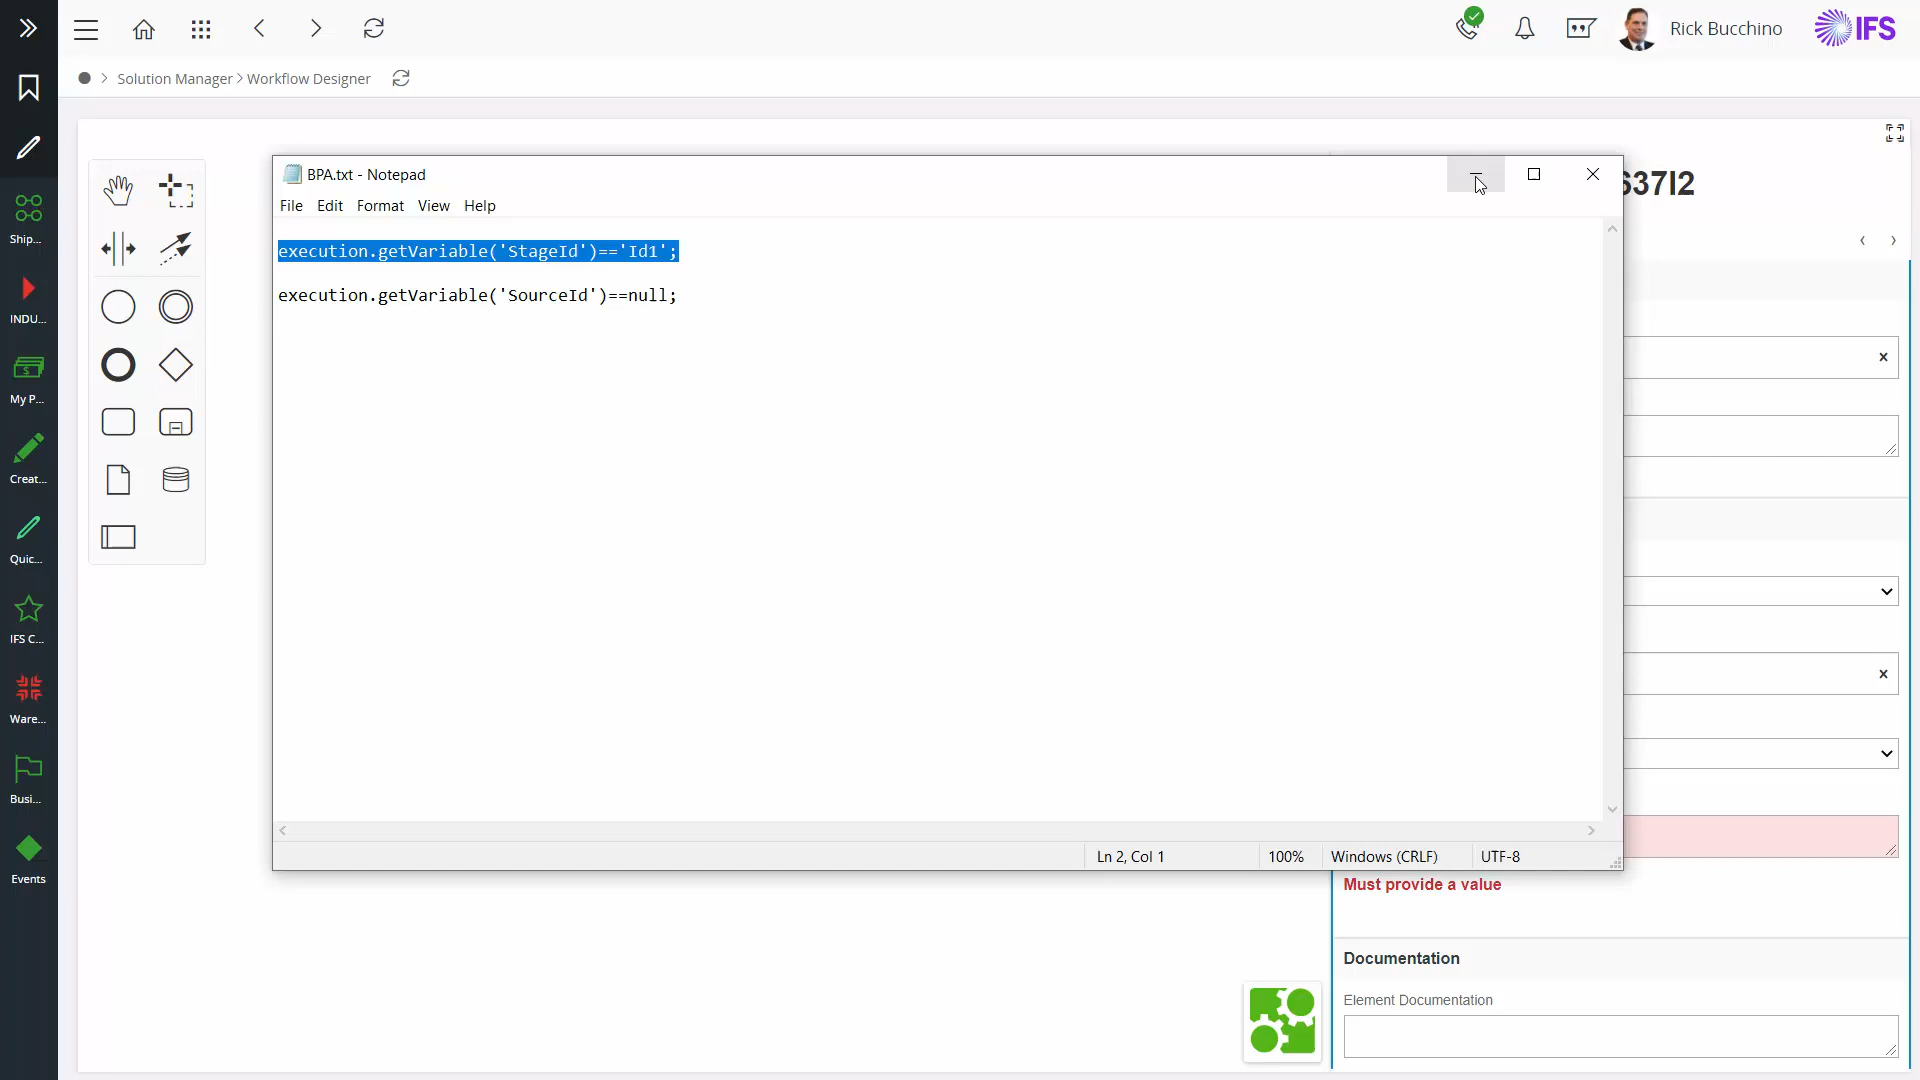 Rick Bucchino
IFS
Solution Manager > Workflow Designer
BPA.txt - Notepad
637I2
File Edit Format View Help
execution.getVariable('StageId')=='Id1';
execution.getVariable('SourceId')==null;
Ship...
INDU...
My P...
Creat...
Quic...
IFS C...
Ware...
Busi...
Events
Ln 2, Col 1
100%
Windows (CRLF)
UTF-8
Must provide a value
Documentation
Element Documentation